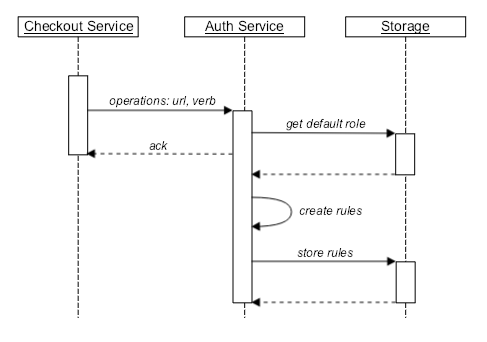 Checkout Service
Auth Service
Storage
operations: url, verb
get default role
ack
create rules
store rules